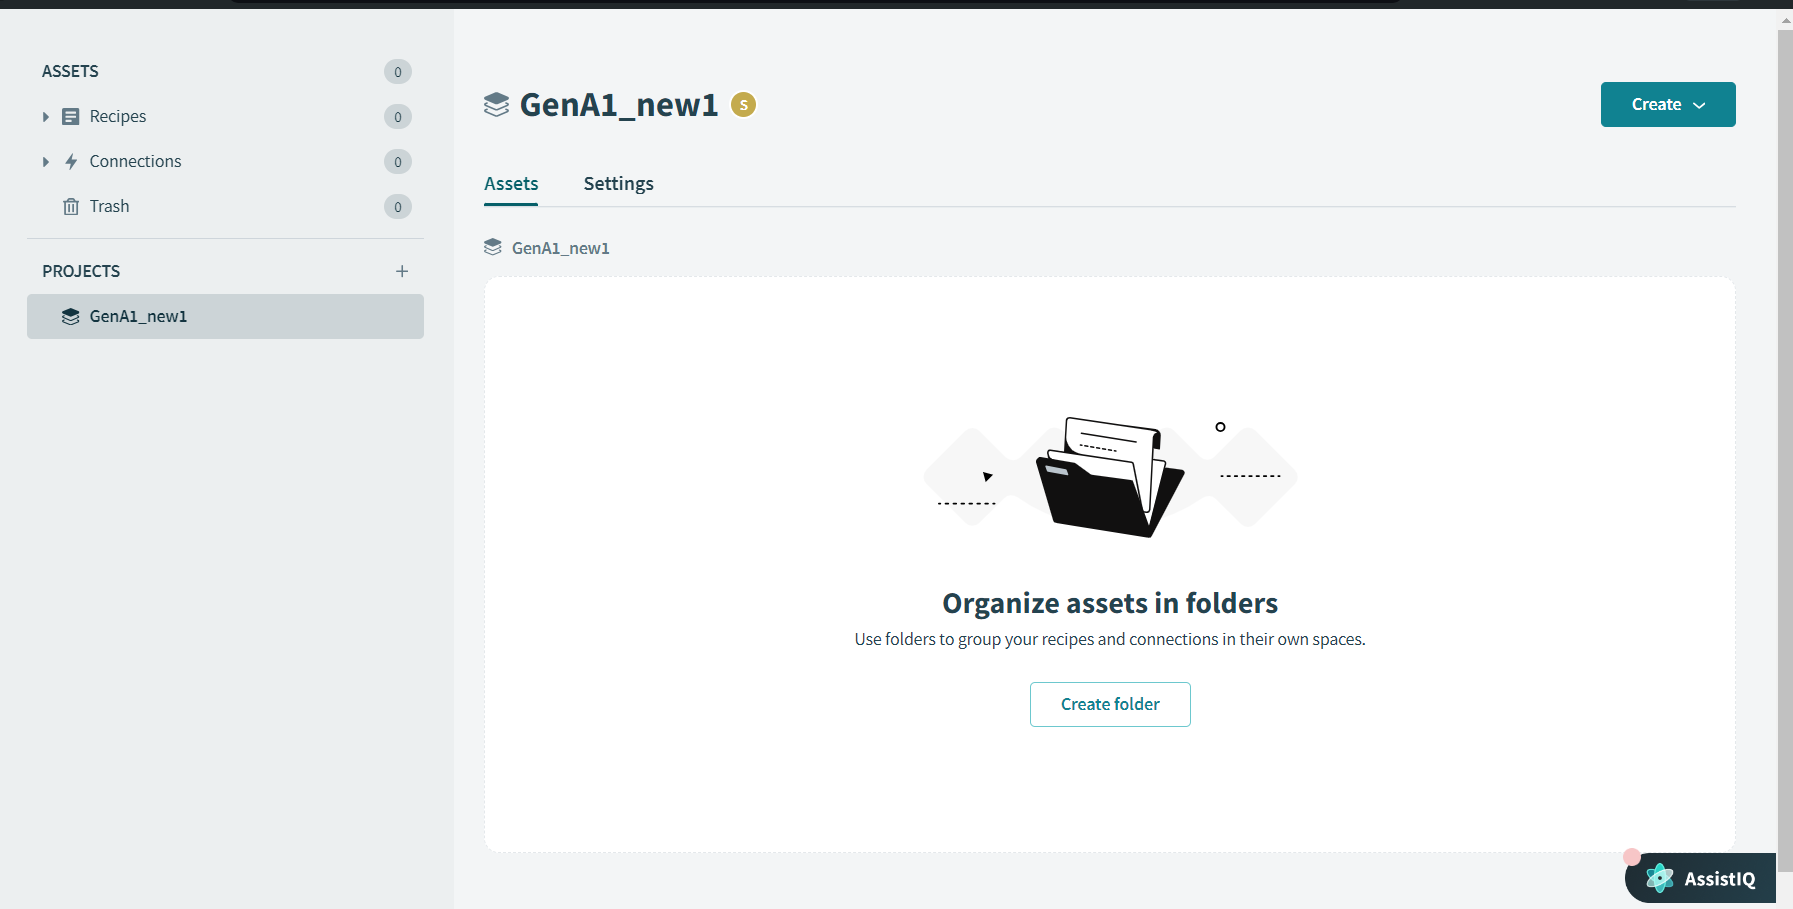 ASSETS 0
Recipes 0
Connections 0
Trash 0
PROJECTS +
GenA1_new1
GenA1_new1 S
Create
Assets Settings
GenA1_new1
Organize assets in folders
Use folders to group your recipes and connections in their own spaces.
Create folder
AssistIQ